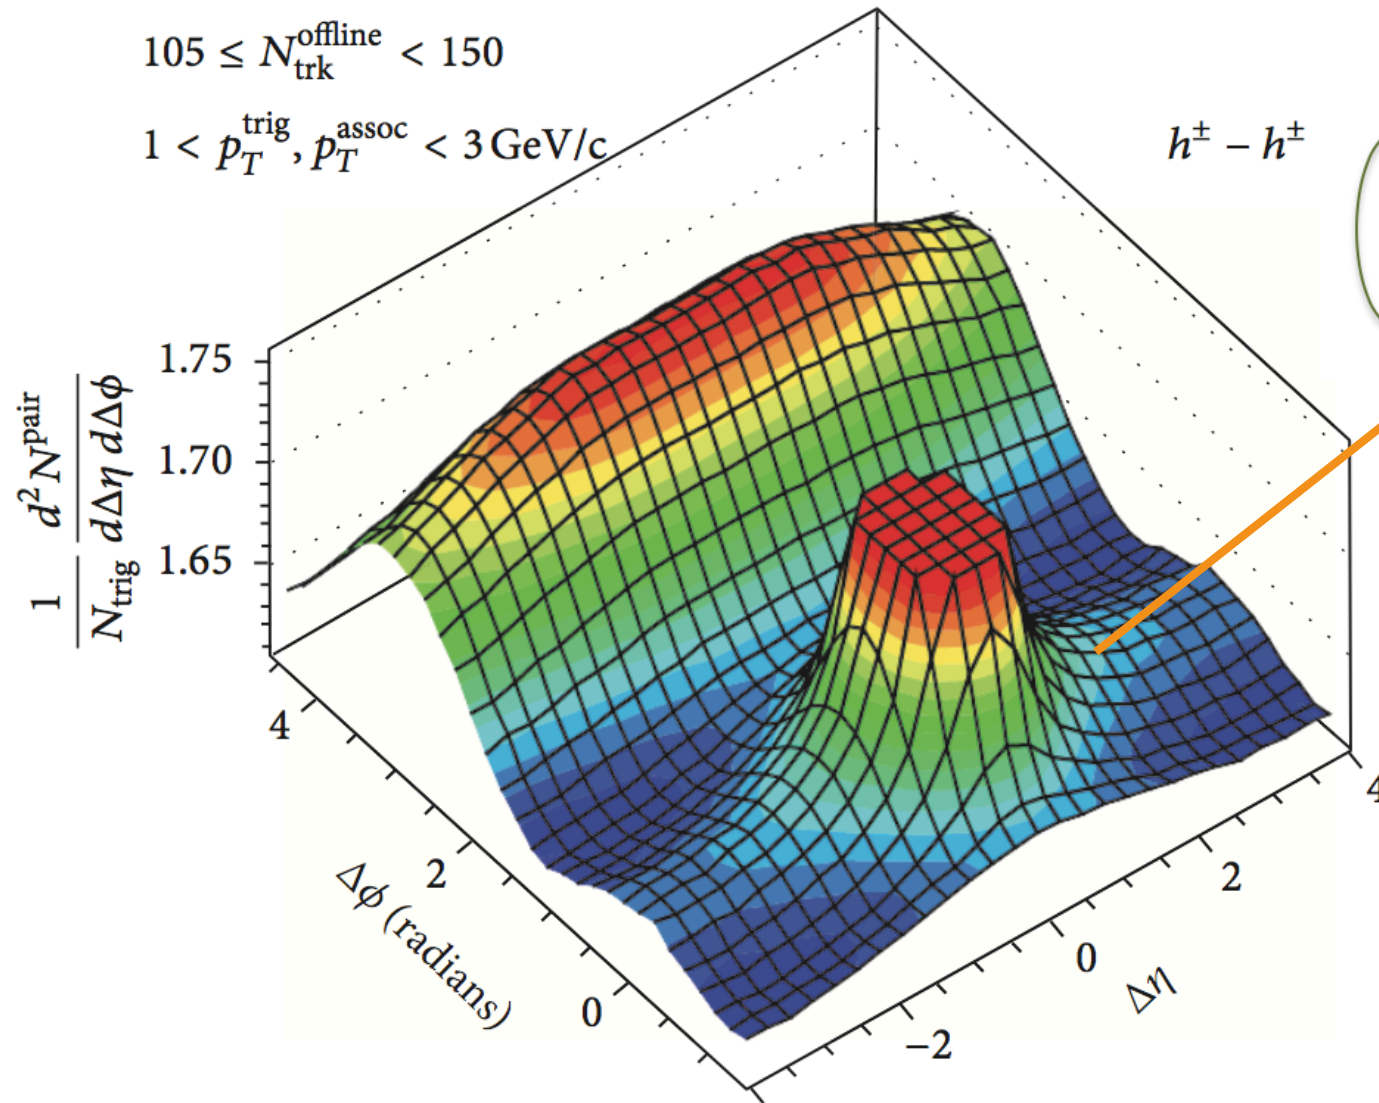 105 ≤ N_trk^offline < 150
1 < p_T^trig, p_T^assoc < 3 GeV/c
h± – h±
1/N_trig d²N^pair/dΔη dΔϕ
1.75
1.70
1.65
4
2
0
Δϕ (radians)
−2
0
2
4
Δη